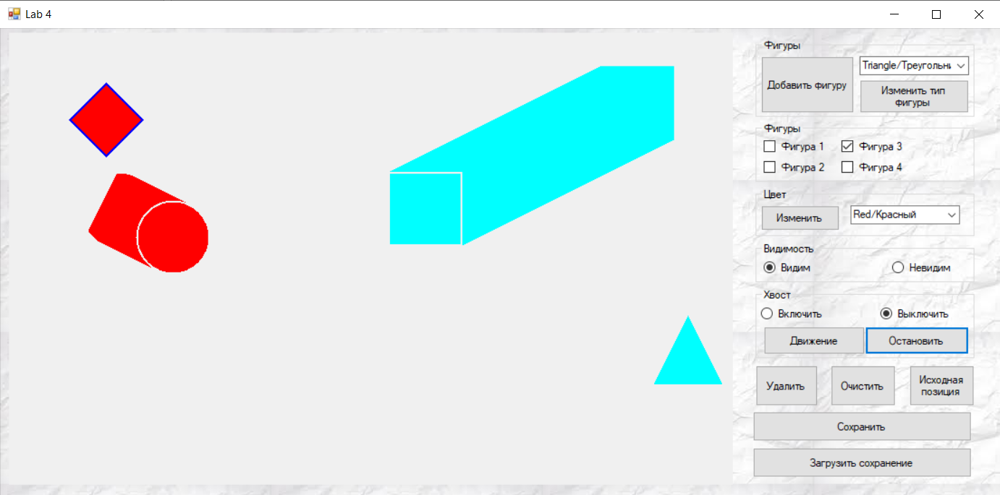 Lab 4
Фигуры
Добавить фигуру
Triangle/Треугольни
Изменить тип
фигуры
Фигуры
Фигура 1
Фигура 3
Фигура 2
Фигура 4
Цвет
Изменить
Red/Красный
Видимость
Видим
Невидим
Хвост
Включить
Выключить
Движение
Остановить
Удалить
Очистить
Исходная
позиция
Сохранить
Загрузить сохранение